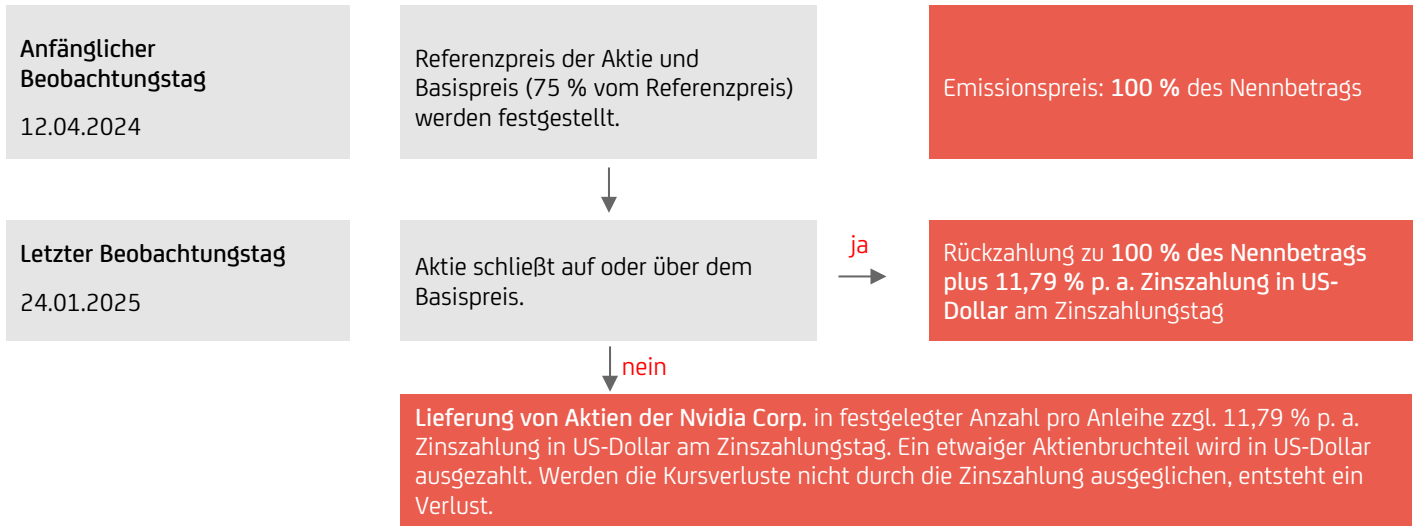 Anfänglicher
Beobachtungstag
12.04.2024
Referenzpreis der Aktie und
Basispreis (75 % vom Referenzpreis)
werden festgestellt.
Emissionspreis: 100 % des Nennbetrags
Letzter Beobachtungstag
24.01.2025
Aktie schließt auf oder über dem
Basispreis.
ja
Rückzahlung zu 100 % des Nennbetrags
plus 11,79 % p. a. Zinszahlung in US-
Dollar am Zinszahlungstag
nein
Lieferung von Aktien der Nvidia Corp. in festgelegter Anzahl pro Anleihe zzgl. 11,79 % p. a.
Zinszahlung in US-Dollar am Zinszahlungstag. Ein etwaiger Aktienbruchteil wird in US-Dollar
ausgezahlt. Werden die Kursverluste nicht durch die Zinszahlung ausgeglichen, entsteht ein
Verlust.